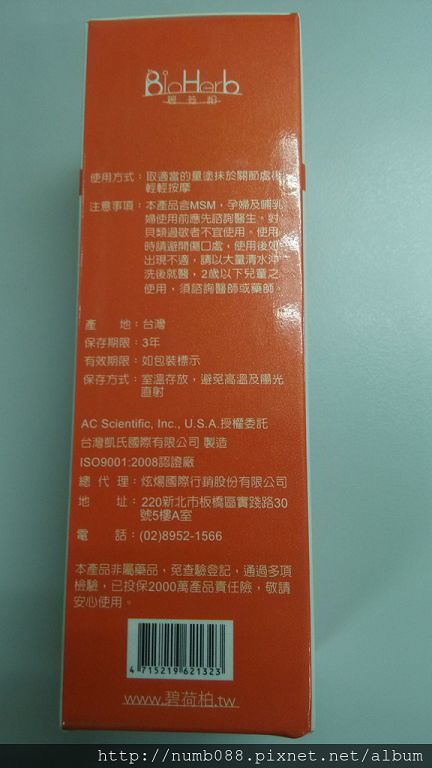 BioHerb
碧荷柏
使用方式：取適當的量塗抹於關節處後
輕輕按摩
注意事項：本產品含MSM，孕婦及哺乳
婦使用前應先諮詢醫生。對
貝類過敏者不宜使用。使用
時請避開傷口處，使用後如
出現不適，請以大量清水沖
洗後就醫，2歲以下兒童之
使用，須諮詢醫師或藥師。
產 地：台灣
保存期限：3年
有效期限：如包裝標示
保存方式：室溫存放，避免高溫及陽光
直射
AC Scientific, Inc., U.S.A.授權委託
台灣凱氏國際有限公司 製造
ISO9001:2008認證廠
總 代 理：炫煬國際行銷股份有限公司
地 址：220新北市板橋區實踐路30
號5樓A室
電 話：(02)8952-1566
本產品非屬藥品，免查驗登記，通過多項
檢驗，已投保2000萬產品責任險，敬請
安心使用。
4 715219 621323
www.碧荷柏.tw
http://numb088.pixnet.net/album